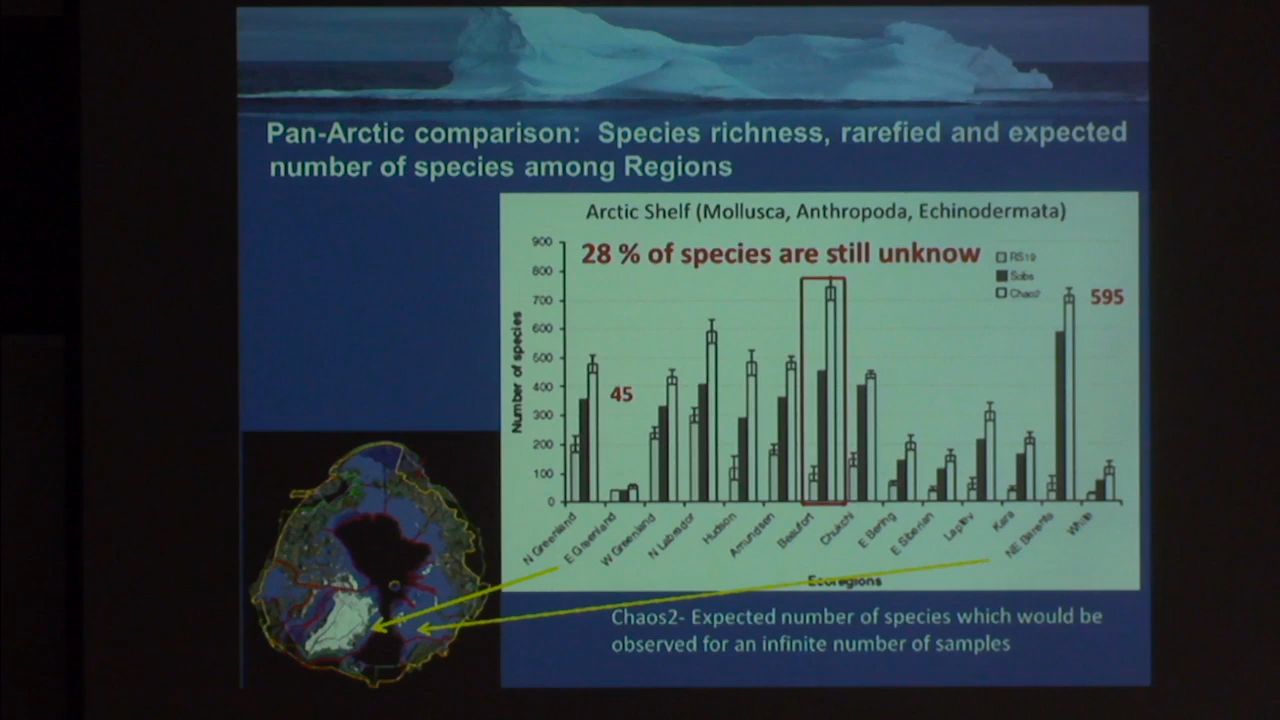 Pan-Arctic comparison: Species richness, rarefied and expected
number of species among Regions
Arctic Shelf (Mollusca, Anthropoda, Echinodermata)
28 % of species are still unknow
RS19
Sobs
Chao2
Number of species
900
800
700
600
500
400
300
200
100
0
45
595
N Greenland
E Greenland
W Greenland
N Labrador
Hudson
Amundsen
Beaufort
Chukchi
E Bering
E Siberian
Laptev
Kara
NE Barents
White
Ecoregions
Chaos2- Expected number of species which would be
observed for an infinite number of samples